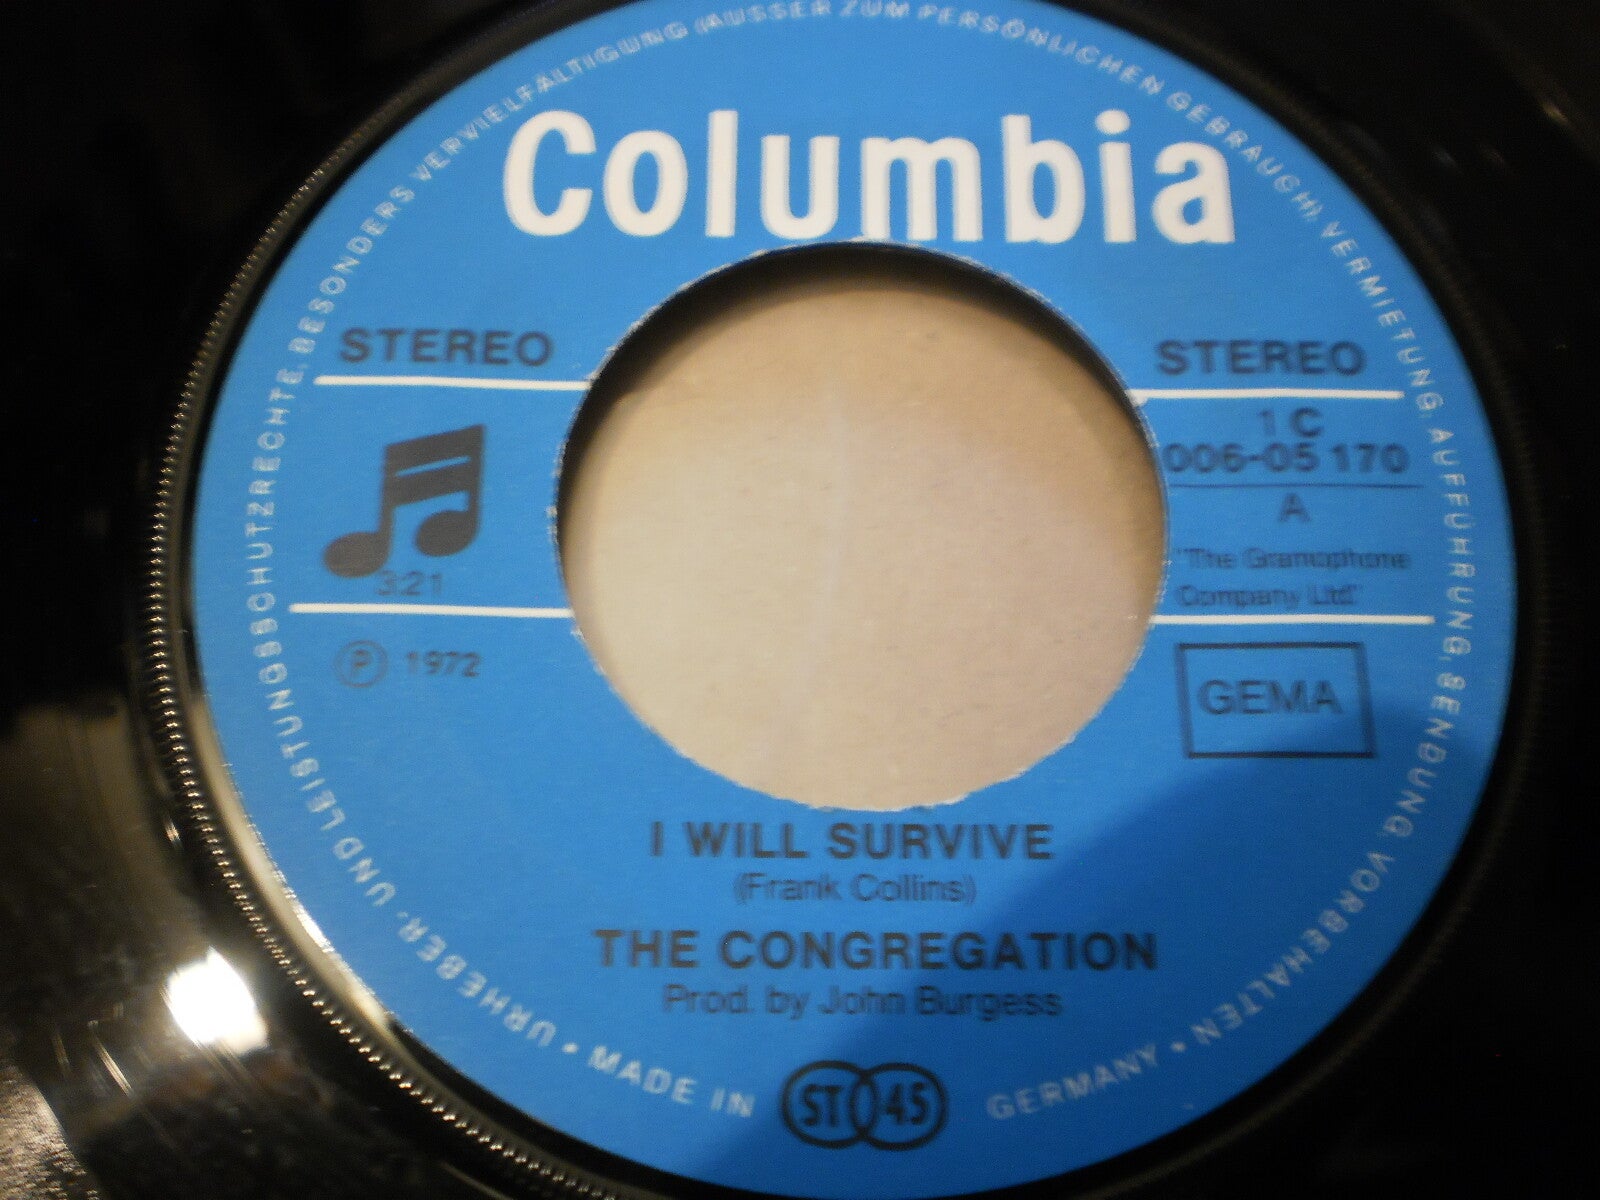 URHEBER- UND LEISTUNGSSCHUTZRECHTE, BESONDERS VERVIELFÄLTIGUNG (AUSSER ZUM PERSÖNLICHEN GEBRAUCH), VERMIETUNG, AUFFÜHRUNG, SENDUNG, VORBEHALTEN •
Columbia
STEREO
3:21
Ⓟ 1972
STEREO
1 C
006-05 170
A
"The Gramophone
Company Ltd"
GEMA
I WILL SURVIVE
(Frank Collins)
THE CONGREGATION
Prod. by John Burgess
• MADE IN
ST 45
GERMANY